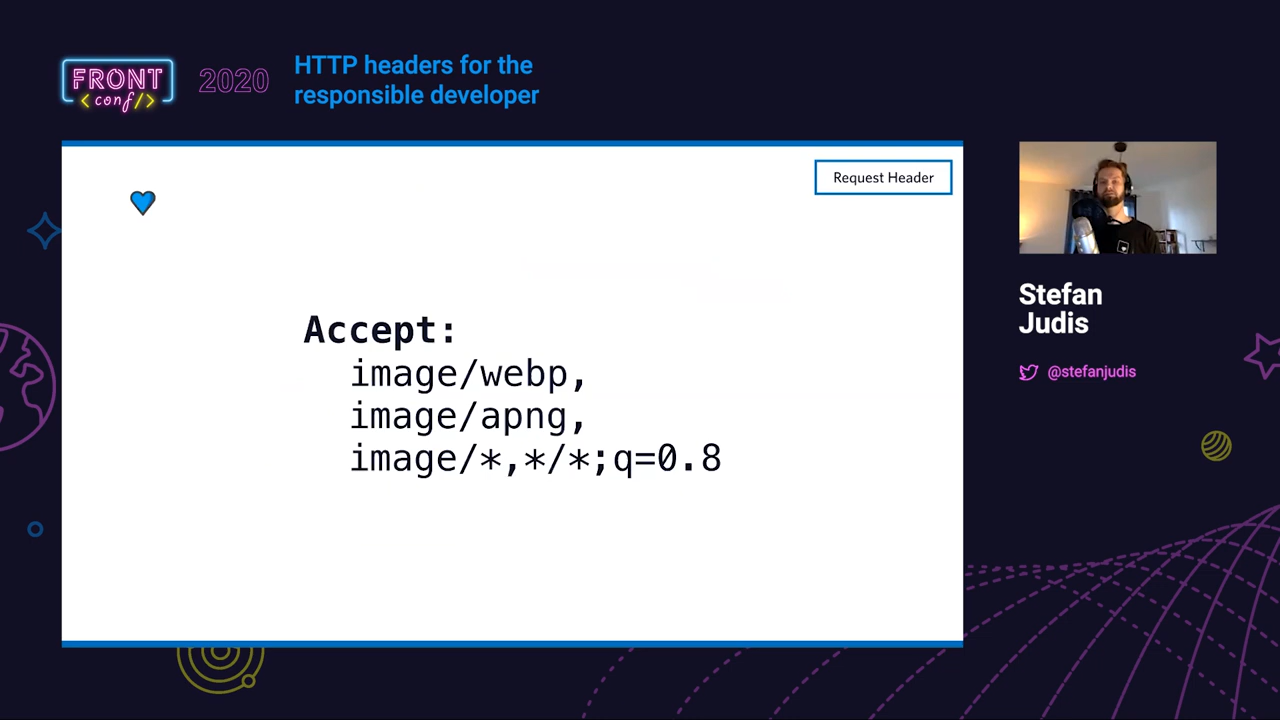 FRONT
<conf/>
2020
HTTP headers for the
responsible developer
Request Header
Accept:
image/webp,
image/apng,
image/*,*/*;q=0.8
Stefan
Judis
@stefanjudis